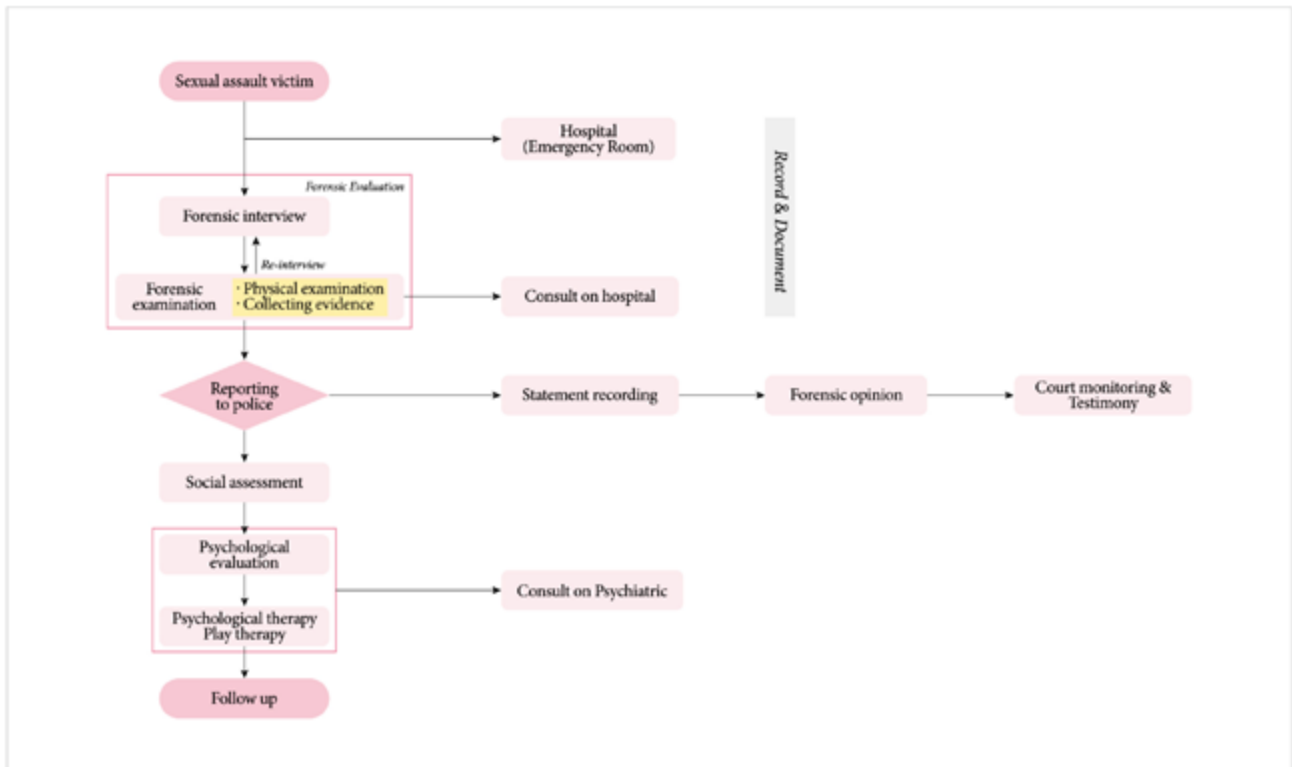 Sexual assault victim
Hospital
(Emergency Room)
Record & Document
Forensic Evaluation
Forensic interview
Re-interview
Forensic
examination
· Physical examination
· Collecting evidence
Consult on hospital
Reporting
to police
Statement recording
Forensic opinion
Court monitoring &
Testimony
Social assessment
Psychological
evaluation
Consult on Psychiatric
Psychological therapy
Play therapy
Follow up